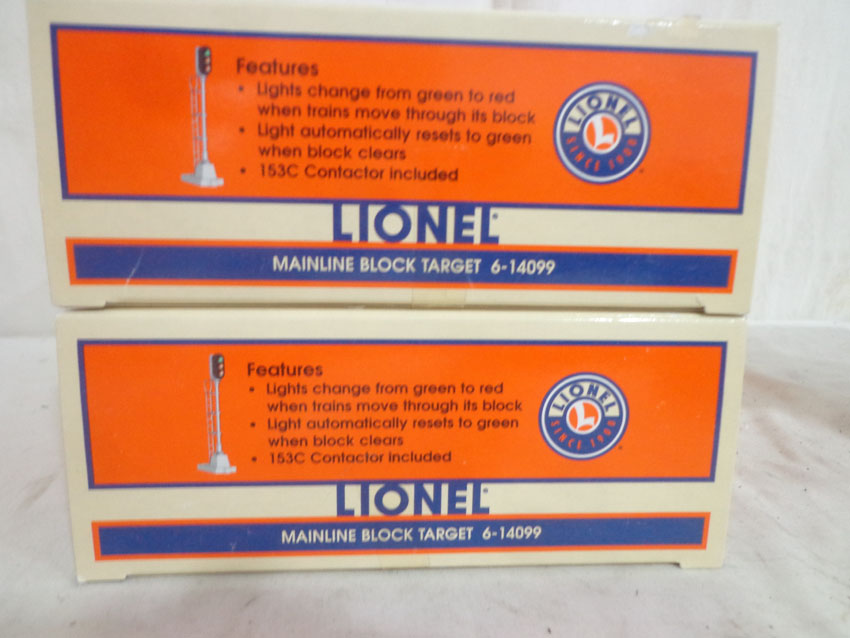 Features
• Lights change from green to red
when trains move through its block
• Light automatically resets to green
when block clears
• 153C Contactor included
LIONEL
SINCE 1900
LIONEL
MAINLINE BLOCK TARGET 6-14099
Features
• Lights change from green to red
when trains move through its block
• Light automatically resets to green
when block clears
• 153C Contactor included
LIONEL
SINCE 1900
LIONEL
MAINLINE BLOCK TARGET 6-14099